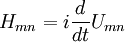 H_{mn} = i \frac{d}{dt} U_{mn}